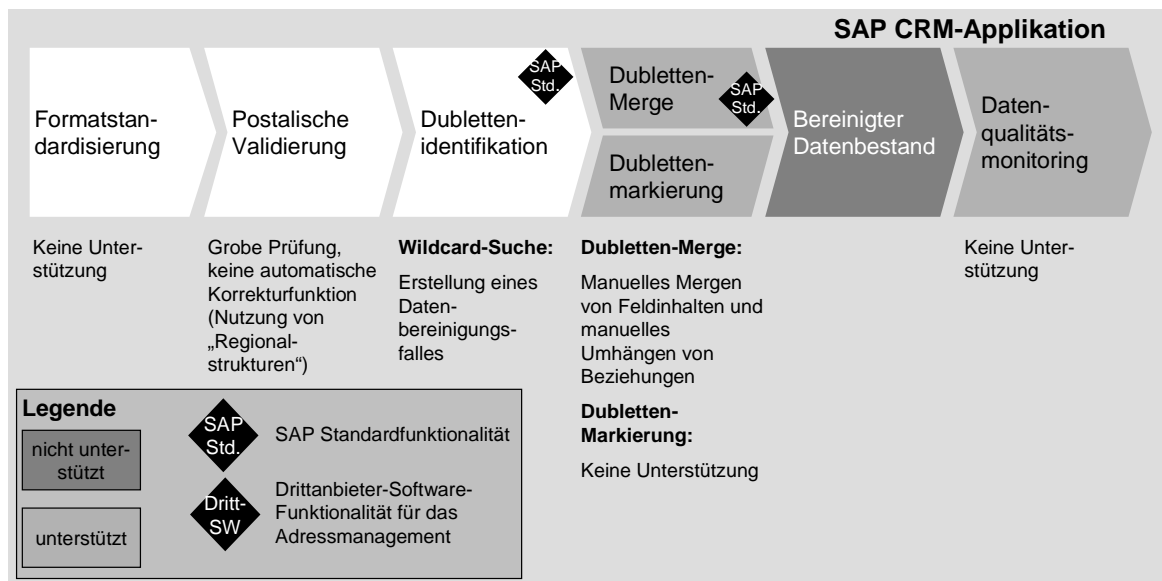 SAP CRM-Applikation
Formatstan-
dardisierung
Postalische
Validierung
SAP
Std.
Dubletten-
identifikation
Dubletten-
Merge
SAP
Std.
Dubletten-
markierung
Bereinigter
Datenbestand
Daten-
qualitäts-
monitoring
Keine Unter-
stützung
Grobe Prüfung,
keine automatische
Korrekturfunktion
(Nutzung von
„Regional-
strukturen“)
Wildcard-Suche:
Erstellung eines
Daten-
bereinigungs-
falles
Dubletten-Merge:
Manuelles Mergen
von Feldinhalten und
manuelles
Umhängen von
Beziehungen
Dubletten-
Markierung:
Keine Unterstützung
Keine Unter-
stützung
Legende
nicht unter-
stützt
unterstützt
SAP
Std.
SAP Standardfunktionalität
Dritt-
SW
Drittanbieter-Software-
Funktionalität für das
Adressmanagement